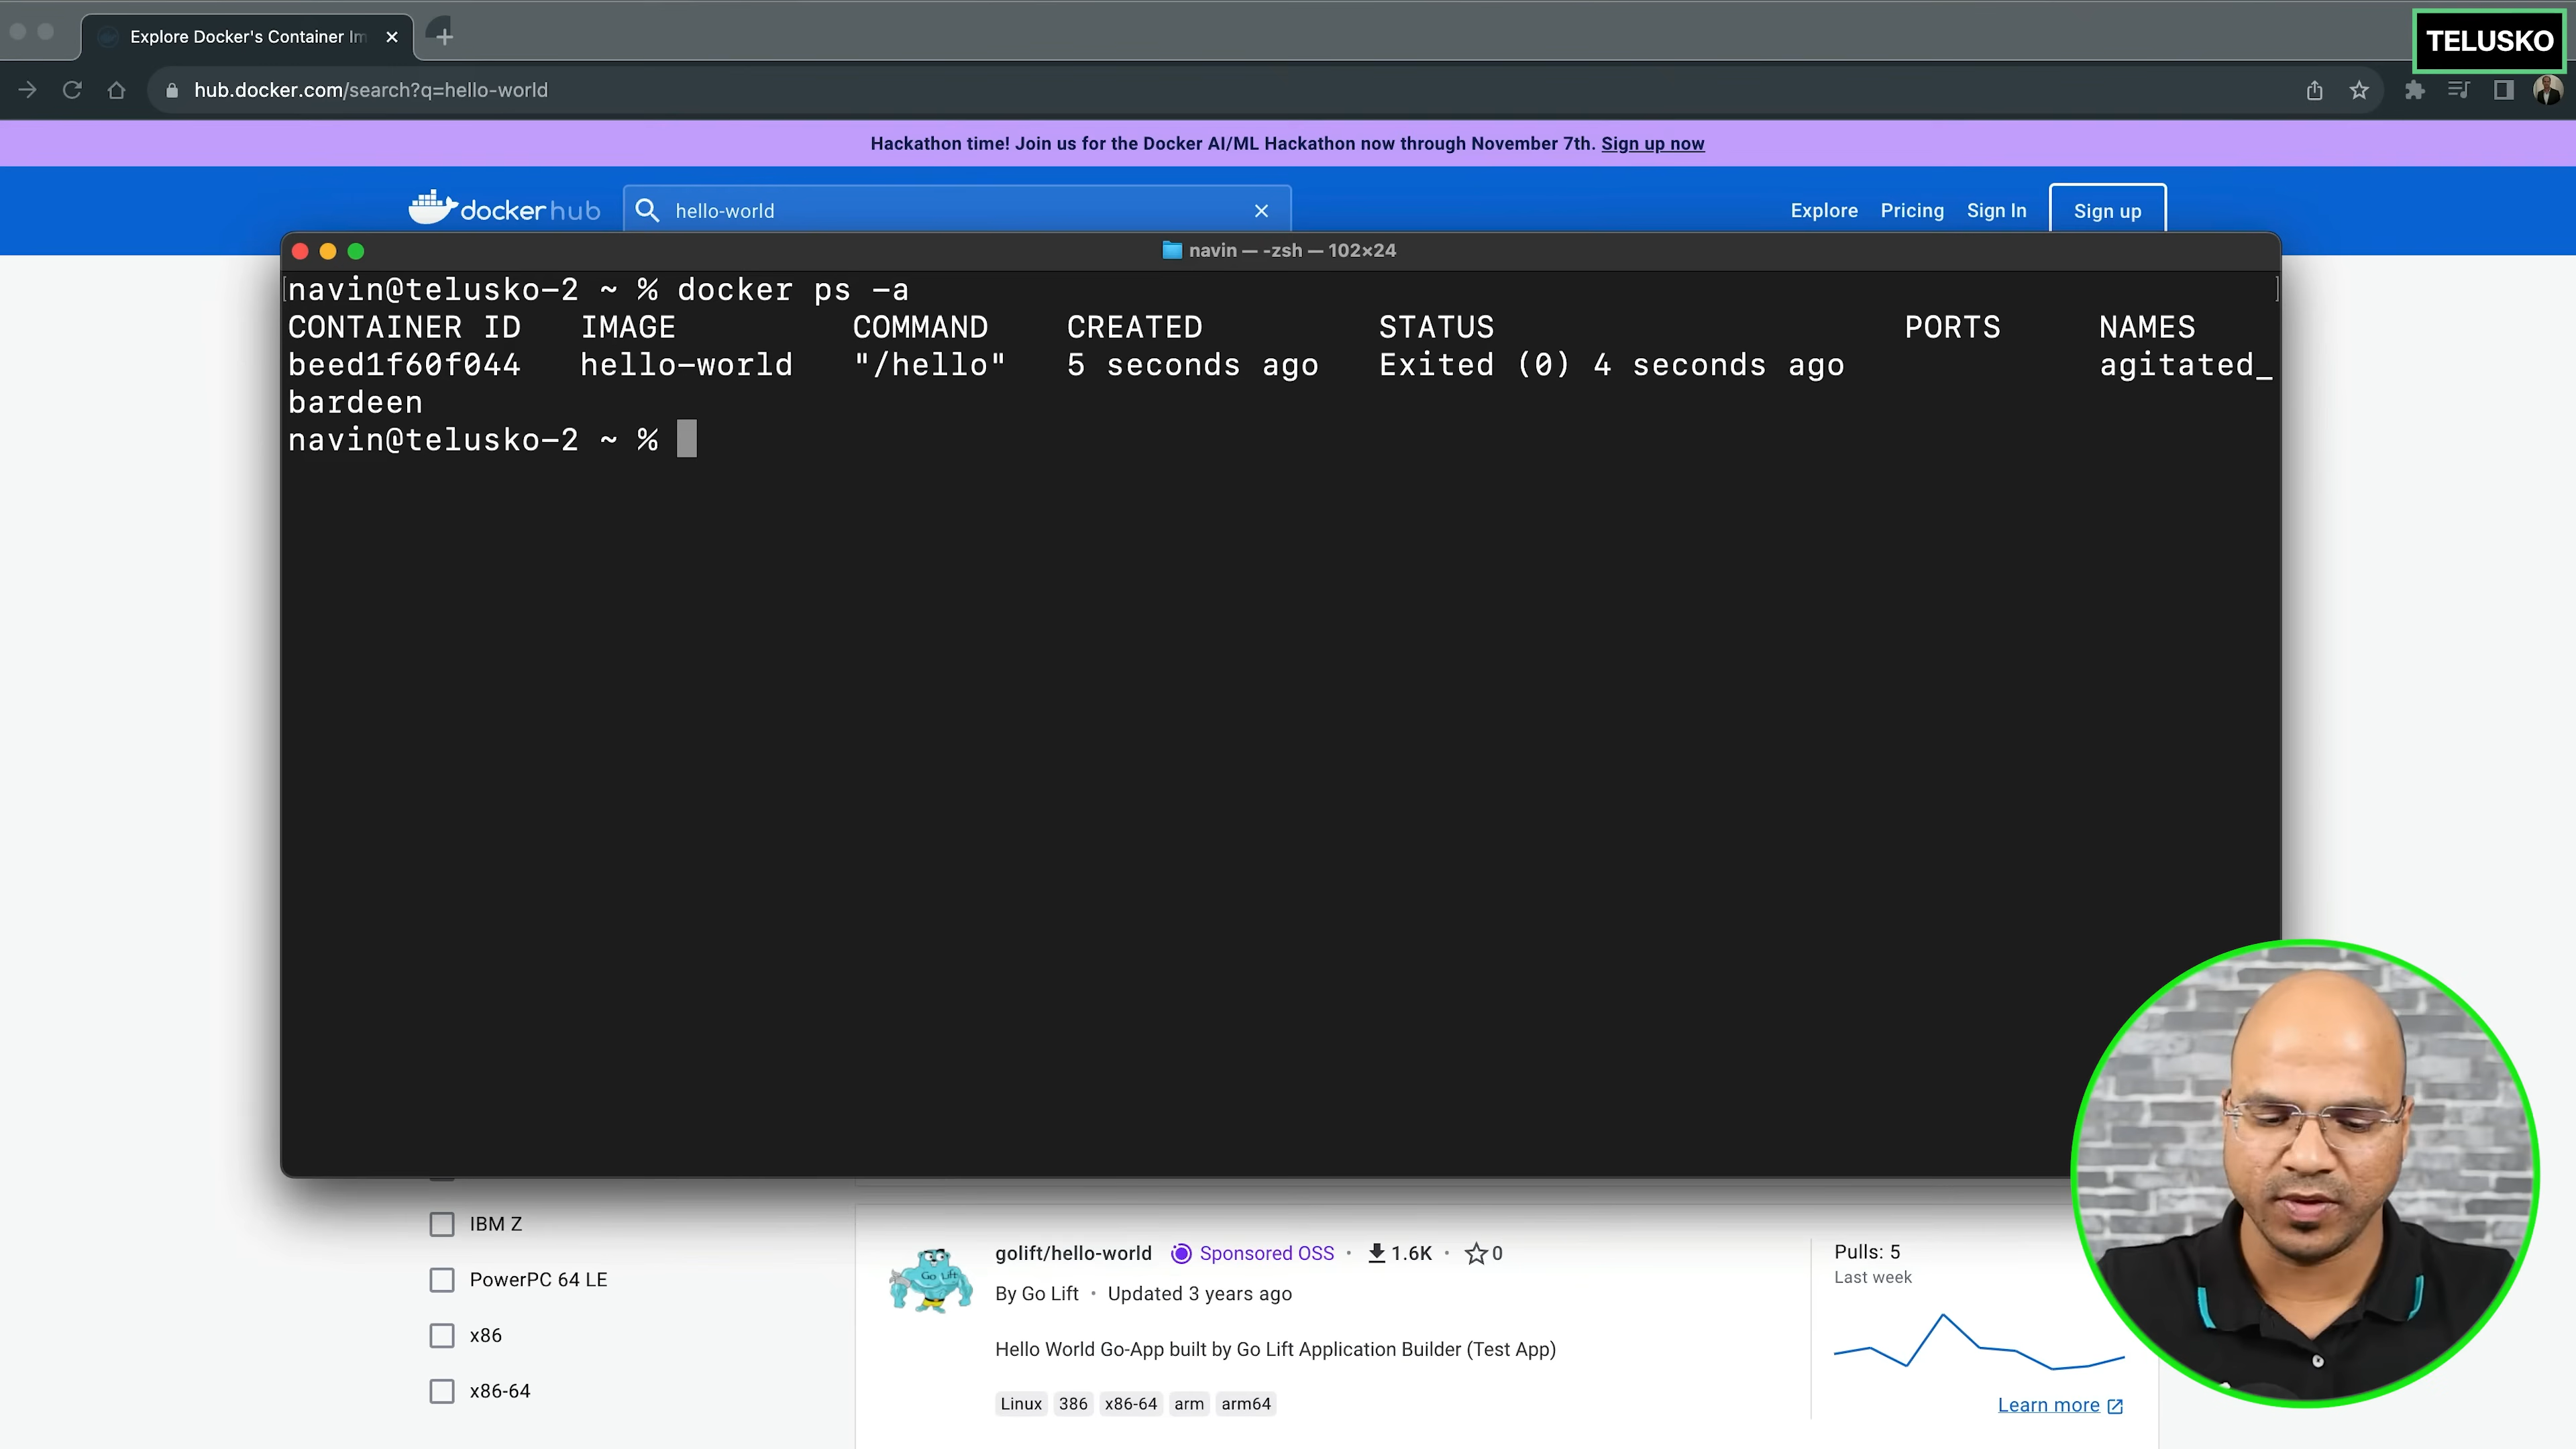 Explore Docker's Container Im
TELUSKO
hub.docker.com/search?q=hello-world
Hackathon time! Join us for the Docker AI/ML Hackathon now through November 7th. Sign up now
docker hub
hello-world
Explore Pricing Sign In Sign up
navin — -zsh — 102×24
navin@telusko-2 ~ % docker ps -a
CONTAINER ID IMAGE COMMAND CREATED STATUS PORTS NAMES
beed1f60f044 hello-world "/hello" 5 seconds ago Exited (0) 4 seconds ago agitated_
bardeen
navin@telusko-2 ~ %
IBM Z
PowerPC 64 LE
x86
x86-64
golift/hello-world Sponsored OSS · 1.6K · 0
By Go Lift · Updated 3 years ago
Hello World Go-App built by Go Lift Application Builder (Test App)
Linux 386 x86-64 arm arm64
Go Lift
Pulls: 5
Last week
Learn more